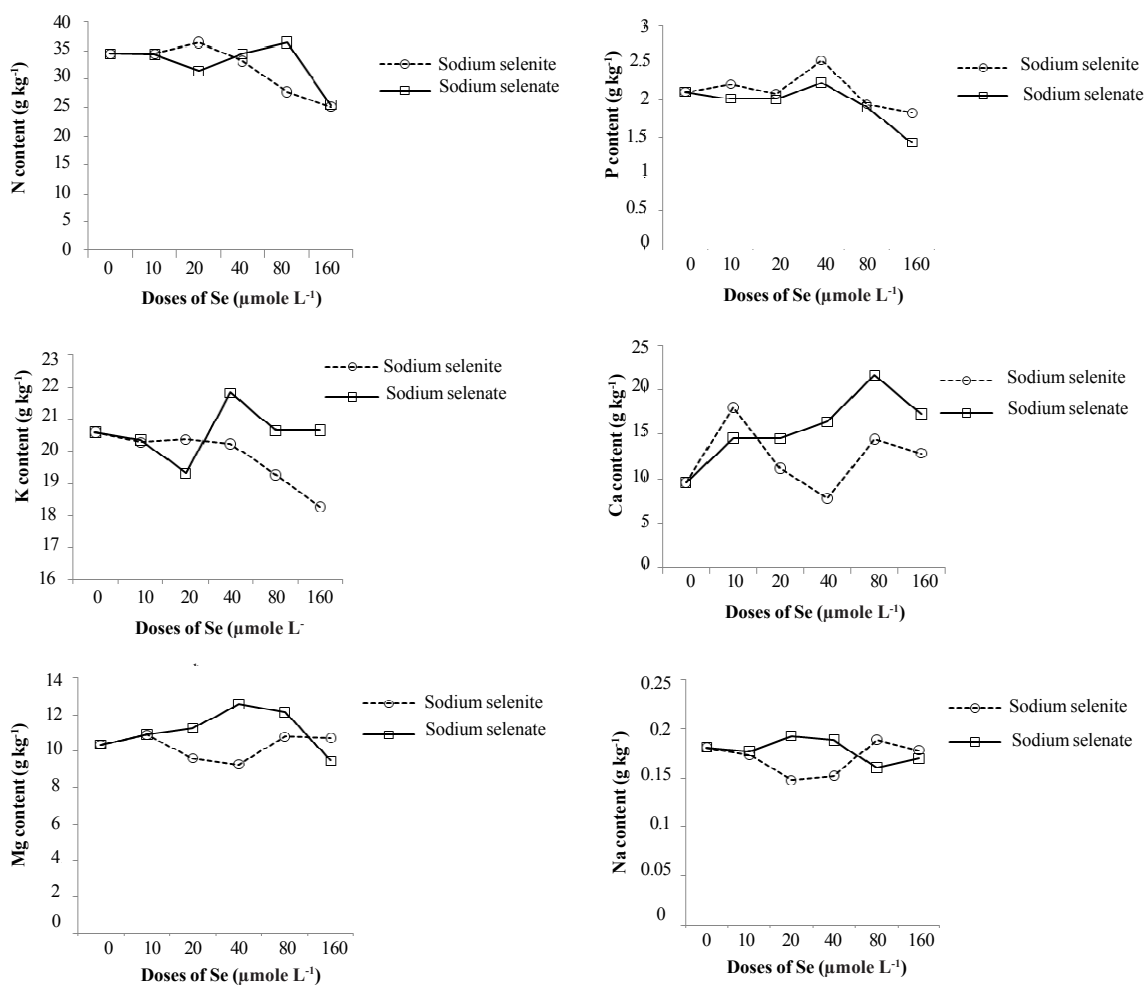 40
35
30
25
20
15
10
5
0
N content (g kg⁻¹)
0 10 20 40 80 160
Doses of Se (µmole L⁻¹)
Sodium selenite
Sodium selenate
3
2.5
2
1.5
1
0.5
0
P content (g kg⁻¹)
0 10 20 40 80 160
Doses of Se (µmole L⁻¹)
Sodium selenite
Sodium selenate
23
22
21
20
19
18
17
16
K content (g kg⁻¹)
0 10 20 40 80 160
Doses of Se (µmole L⁻
Sodium selenite
Sodium selenate
25
20
15
10
5
0
Ca content (g kg⁻¹)
0 10 20 40 80 160
Doses of Se (µmole L⁻¹)
Sodium selenite
Sodium selenate
14
12
10
8
6
4
2
0
Mg content (g kg⁻¹)
0 10 20 40 80 160
Doses of Se (µmole L⁻¹)
Sodium selenite
Sodium selenate
0.25
0.2
0.15
0.1
0.05
0
Na content (g kg⁻¹)
0 10 20 40 80 160
Doses of Se (µmole L⁻¹)
Sodium selenite
Sodium selenate